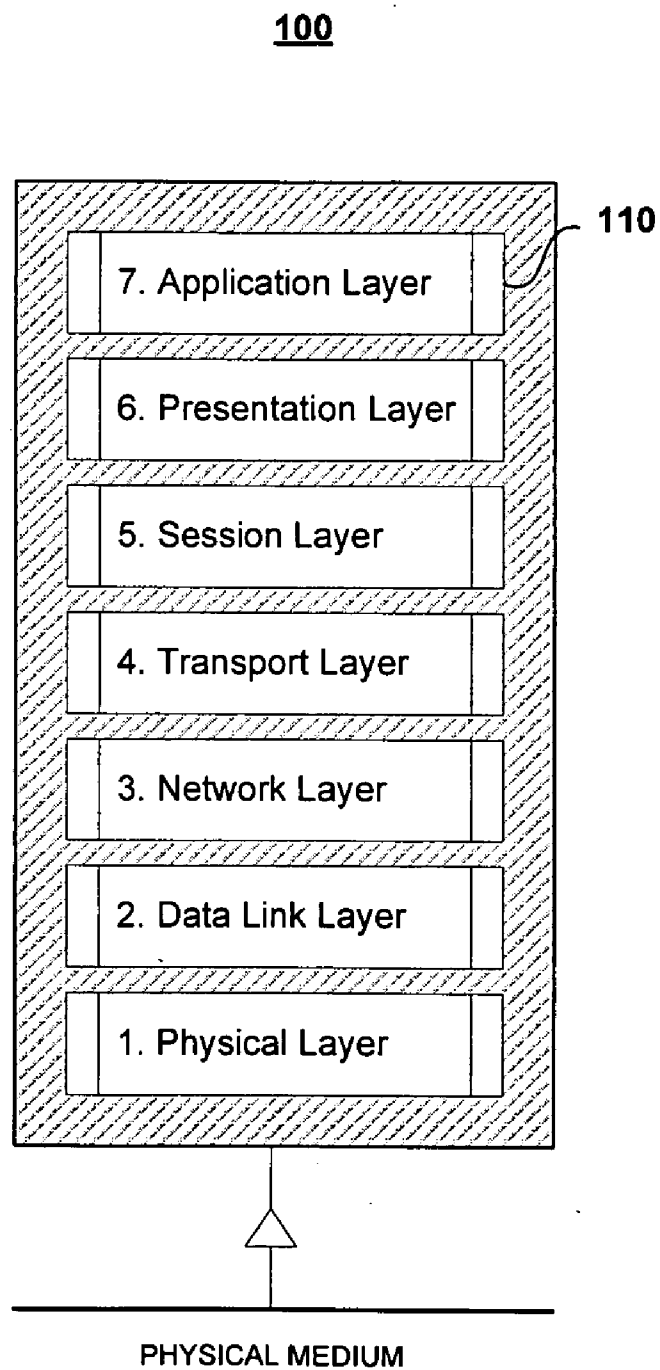 100
110
7. Application Layer
6. Presentation Layer
5. Session Layer
4. Transport Layer
3. Network Layer
2. Data Link Layer
1. Physical Layer
PHYSICAL MEDIUM